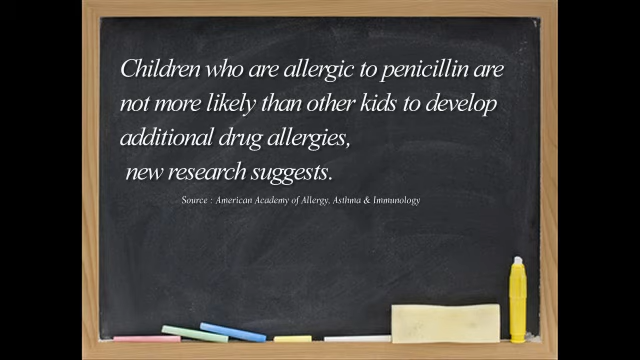 Children who are allergic to penicillin are
not more likely than other kids to develop
additional drug allergies,
new research suggests.
Source : American Academy of Allergy, Asthma & Immunology